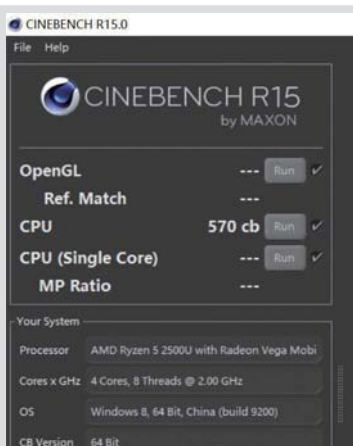 CINEBENCH R15.0
File Help
CINEBENCH R15
by MAXON
OpenGL --- Run
Ref. Match ---
CPU 570 cb Run
CPU (Single Core) --- Run
MP Ratio ---
Your System
Processor AMD Ryzen 5 2500U with Radeon Vega Mobi
Cores x GHz 4 Cores, 8 Threads @ 2.00 GHz
OS Windows 8, 64 Bit, China (build 9200)
CB Version 64 Bit